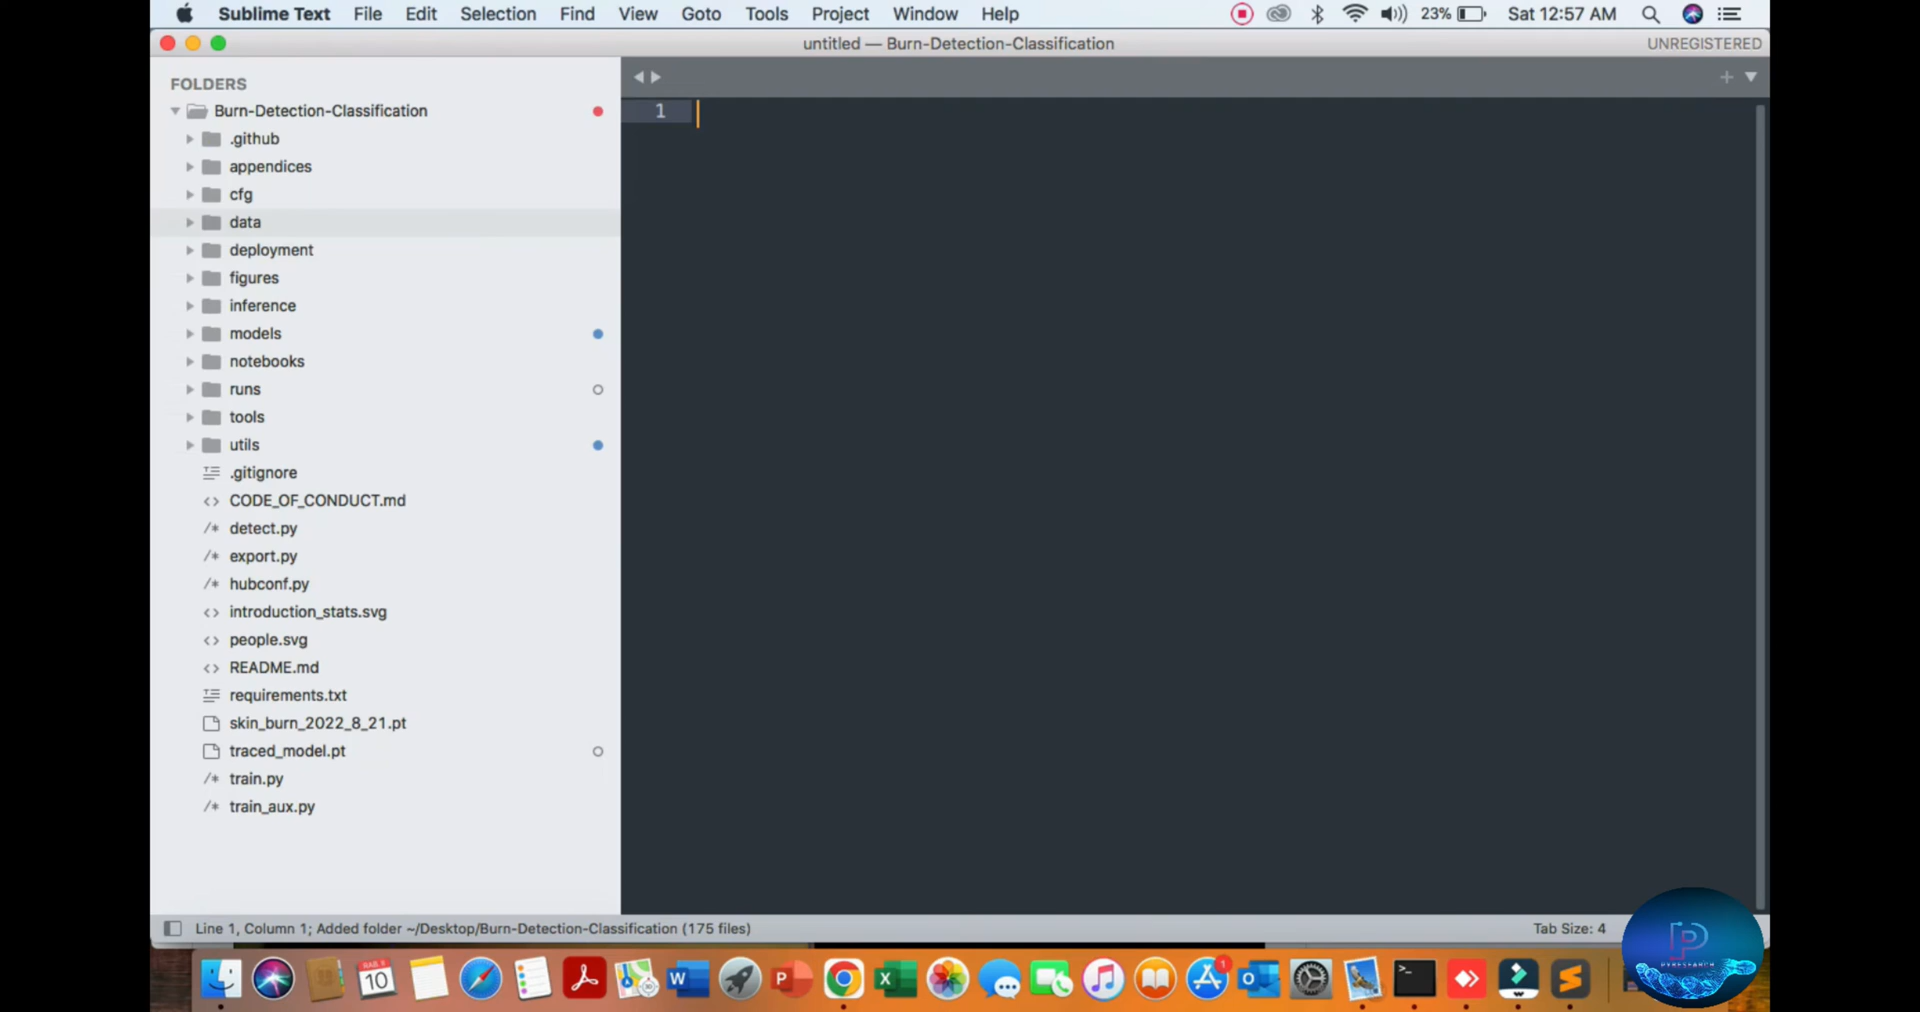 Sublime Text File Edit Selection Find View Goto Tools Project Window Help 23% Sat 12:57 AM
untitled — Burn-Detection-Classification UNREGISTERED
FOLDERS
Burn-Detection-Classification
.github
appendices
cfg
data
deployment
figures
inference
models
notebooks
runs
tools
utils
.gitignore
<> CODE_OF_CONDUCT.md
/* detect.py
/* export.py
/* hubconf.py
<> introduction_stats.svg
<> people.svg
<> README.md
requirements.txt
skin_burn_2022_8_21.pt
traced_model.pt
/* train.py
/* train_aux.py
1
Line 1, Column 1; Added folder ~/Desktop/Burn-Detection-Classification (175 files) Tab Size: 4
10
W
P
X
1
O
>_
S
PYRESEARCH